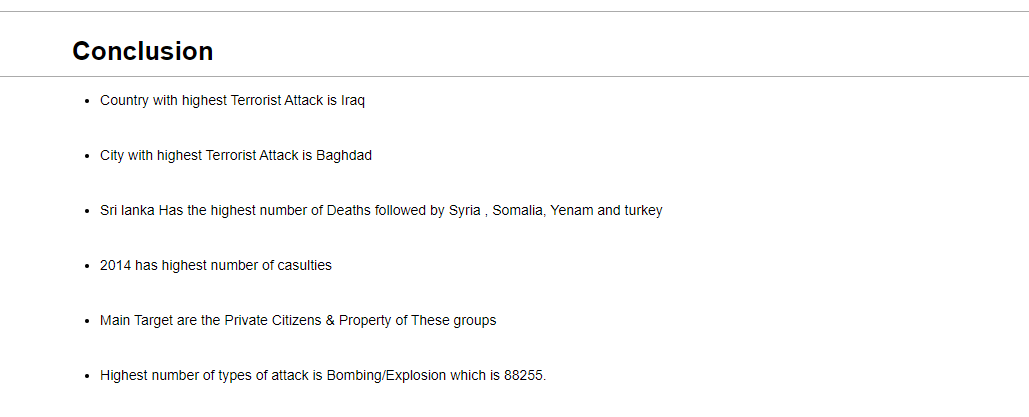 Conclusion
Country with highest Terrorist Attack is Iraq
City with highest Terrorist Attack is Baghdad
Sri lanka Has the highest number of Deaths followed by Syria , Somalia, Yenam and turkey
2014 has highest number of casulties
Main Target are the Private Citizens & Property of These groups
Highest number of types of attack is Bombing/Explosion which is 88255.